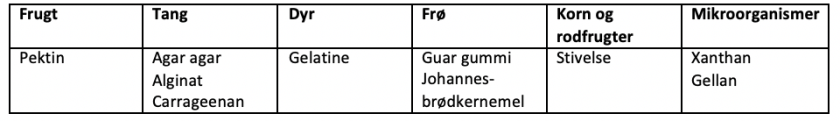 Frugt
Tang
Dyr
Frø
Korn og
rodfrugter
Mikroorganismer
Pektin
Agar agar
Alginat
Carrageenan
Gelatine
Guar gummi
Johannes-
brødkernemel
Stivelse
Xanthan
Gellan